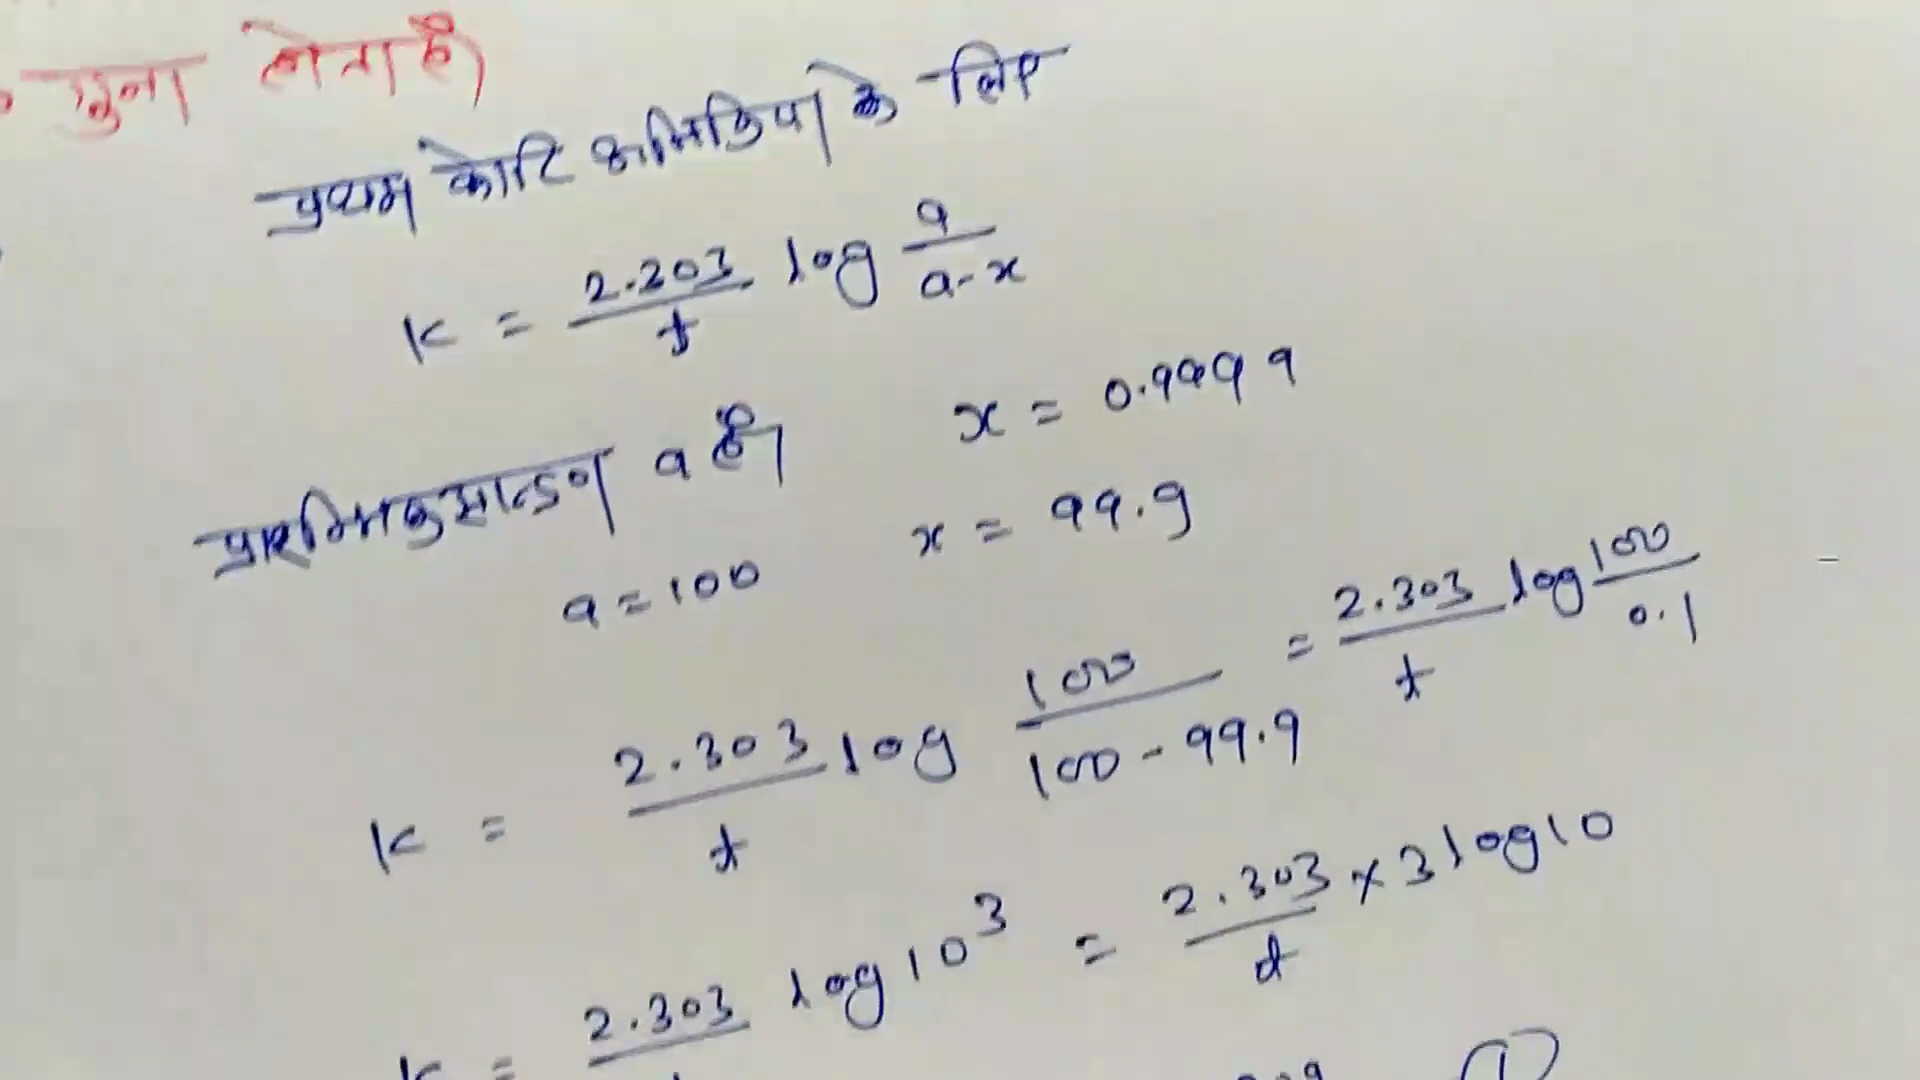 गुना होता है।
प्रथम कोटि अभिक्रिया के लिए
K = 2.303/t log a/a-x
प्रारम्भिक सान्द्रण a है। x = 0.999 a
a = 100 x = 99.9
K = 2.303/t log 100/100-99.9 = 2.303/t log 100/0.1
K = 2.303/t log 10³ = 2.303/t × 3 log 10